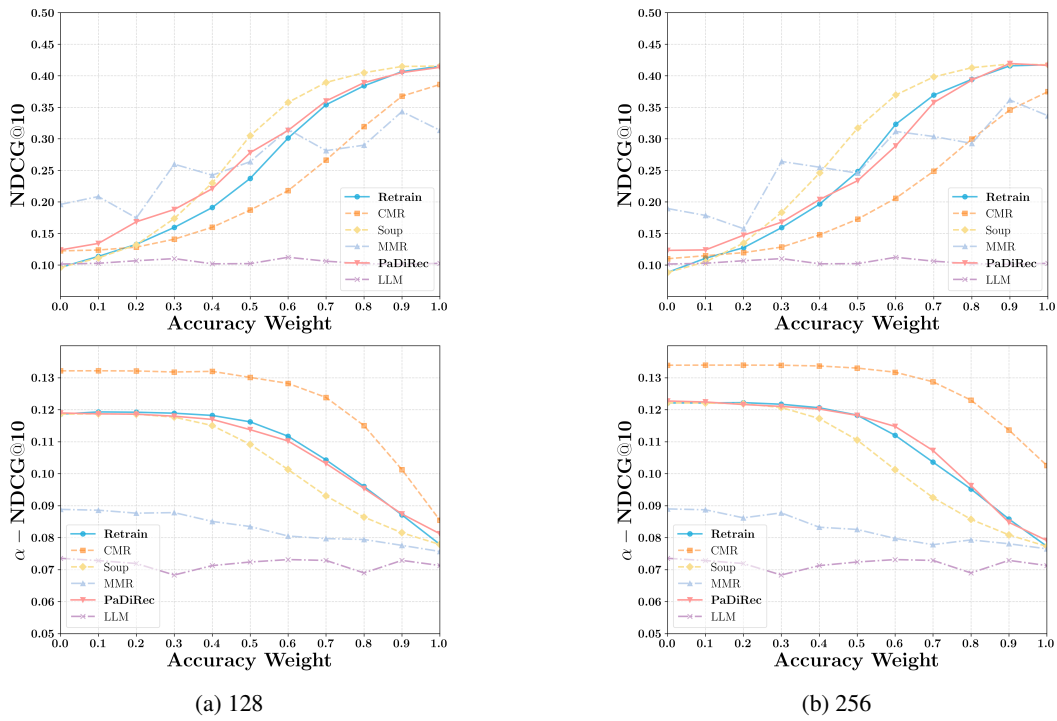 0.50
0.45
0.40
0.35
0.30
0.25
0.20
0.15
0.10
NDCG@10
Retrain
CMR
Soup
MMR
PaDiRec
LLM
0.0 0.1 0.2 0.3 0.4 0.5 0.6 0.7 0.8 0.9 1.0
Accuracy Weight
0.50
0.45
0.40
0.35
0.30
0.25
0.20
0.15
0.10
NDCG@10
Retrain
CMR
Soup
MMR
PaDiRec
LLM
0.0 0.1 0.2 0.3 0.4 0.5 0.6 0.7 0.8 0.9 1.0
Accuracy Weight
0.13
0.12
0.11
0.10
0.09
0.08
0.07
0.06
0.05
α − NDCG@10
Retrain
CMR
Soup
MMR
PaDiRec
LLM
0.0 0.1 0.2 0.3 0.4 0.5 0.6 0.7 0.8 0.9 1.0
Accuracy Weight
0.13
0.12
0.11
0.10
0.09
0.08
0.07
0.06
0.05
α − NDCG@10
Retrain
CMR
Soup
MMR
PaDiRec
LLM
0.0 0.1 0.2 0.3 0.4 0.5 0.6 0.7 0.8 0.9 1.0
Accuracy Weight
(a) 128
(b) 256